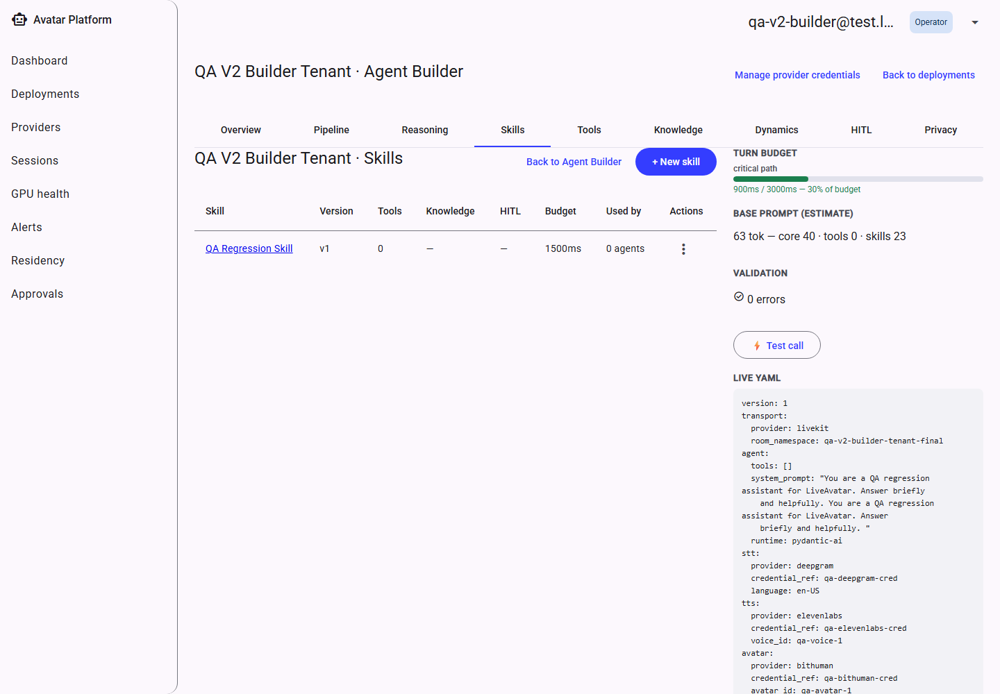 Avatar Platform
Dashboard
Deployments
Providers
Sessions
GPU health
Alerts
Residency
Approvals
qa-v2-builder@test.l...
Operator
QA V2 Builder Tenant · Agent Builder
Manage provider credentials
Back to deployments
Overview
Pipeline
Reasoning
Skills
Tools
Knowledge
Dynamics
HITL
Privacy
QA V2 Builder Tenant · Skills
Back to Agent Builder
+ New skill
Skill Version Tools Knowledge HITL Budget Used by Actions
QA Regression Skill v1 0 — — 1500ms 0 agents
TURN BUDGET
critical path
900ms / 3000ms — 30% of budget
BASE PROMPT (ESTIMATE)
63 tok — core 40 · tools 0 · skills 23
VALIDATION
0 errors
Test call
LIVE YAML
version: 1
transport:
  provider: livekit
  room_namespace: qa-v2-builder-tenant-final
agent:
  tools: []
  system_prompt: "You are a QA regression
assistant for LiveAvatar. Answer briefly
    and helpfully. You are a QA regression
assistant for LiveAvatar. Answer
    briefly and helpfully. "
  runtime: pydantic-ai
stt:
  provider: deepgram
  credential_ref: qa-deepgram-cred
  language: en-US
tts:
  provider: elevenlabs
  credential_ref: qa-elevenlabs-cred
  voice_id: qa-voice-1
avatar:
  provider: bithuman
  credential_ref: qa-bithuman-cred
  avatar_id: qa-avatar-1